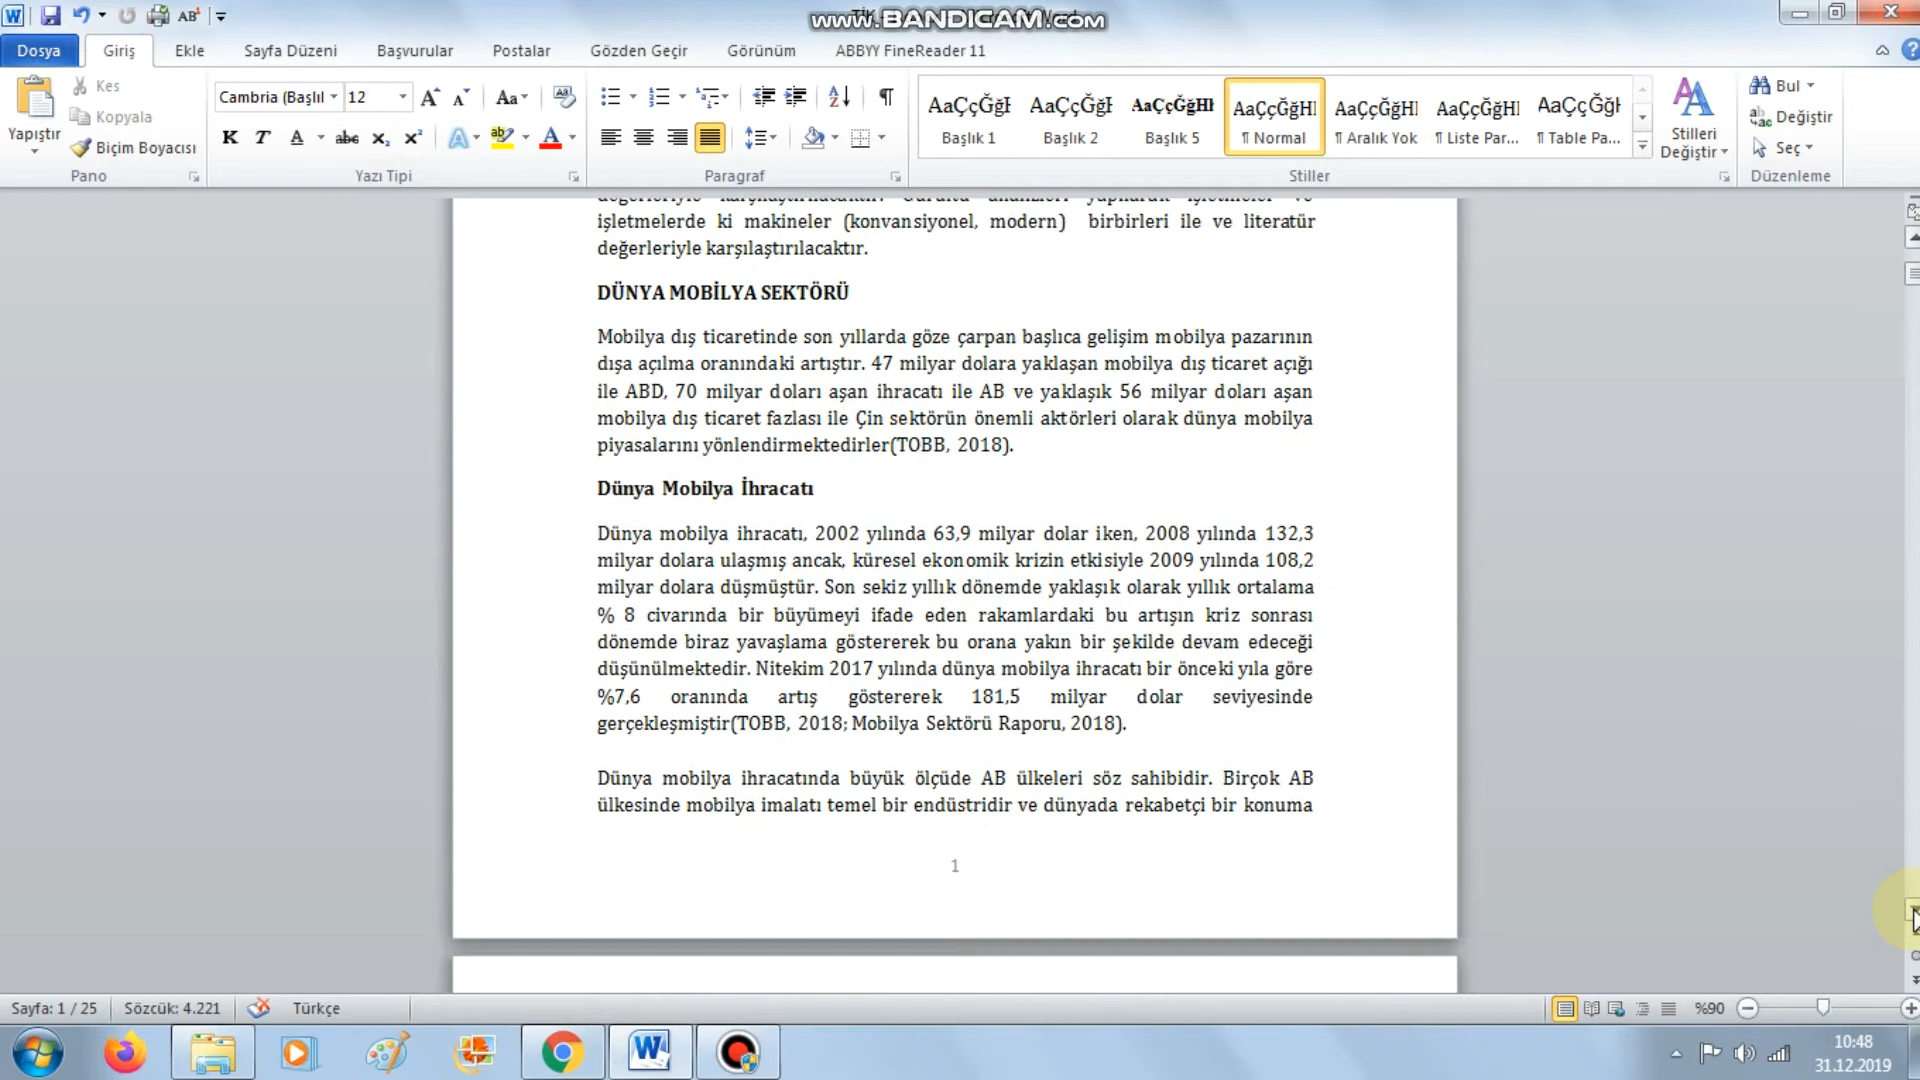 www.BANDICAM.com
Dosya
Giriş
Ekle
Sayfa Düzeni
Başvurular
Postalar
Gözden Geçir
Görünüm
ABBYY FineReader 11
Yapıştır
Kes
Kopyala
Biçim Boyacısı
Pano
Cambria (Başlıl
12
Yazı Tipi
Paragraf
AaÇçĞğI
Başlık 1
AaÇçĞğI
Başlık 2
AaÇçĞğHI
Başlık 5
AaÇçĞğHI
¶ Normal
AaÇçĞğHI
¶ Aralık Yok
AaÇçĞğHI
¶ Liste Par...
AaÇçĞğI
¶ Table Pa...
Stiller
Stilleri
Değiştir
Bul
Değiştir
Seç
Düzenleme
işletmelerde ki makineler (konvansiyonel, modern) birbirleri ile ve literatür
değerleriyle karşılaştırılacaktır.
DÜNYA MOBİLYA SEKTÖRÜ
Mobilya dış ticaretinde son yıllarda göze çarpan başlıca gelişim mobilya pazarının
dışa açılma oranındaki artıştır. 47 milyar dolara yaklaşan mobilya dış ticaret açığı
ile ABD, 70 milyar doları aşan ihracatı ile AB ve yaklaşık 56 milyar doları aşan
mobilya dış ticaret fazlası ile Çin sektörün önemli aktörleri olarak dünya mobilya
piyasalarını yönlendirmektedirler(TOBB, 2018).
Dünya Mobilya İhracatı
Dünya mobilya ihracatı, 2002 yılında 63,9 milyar dolar iken, 2008 yılında 132,3
milyar dolara ulaşmış ancak, küresel ekonomik krizin etkisiyle 2009 yılında 108,2
milyar dolara düşmüştür. Son sekiz yıllık dönemde yaklaşık olarak yıllık ortalama
% 8 civarında bir büyümeyi ifade eden rakamlardaki bu artışın kriz sonrası
dönemde biraz yavaşlama göstererek bu orana yakın bir şekilde devam edeceği
düşünülmektedir. Nitekim 2017 yılında dünya mobilya ihracatı bir önceki yıla göre
%7,6 oranında artış göstererek 181,5 milyar dolar seviyesinde
gerçekleşmiştir(TOBB, 2018; Mobilya Sektörü Raporu, 2018).
Dünya mobilya ihracatında büyük ölçüde AB ülkeleri söz sahibidir. Birçok AB
ülkesinde mobilya imalatı temel bir endüstridir ve dünyada rekabetçi bir konuma
1
Sayfa: 1 / 25
Sözcük: 4.221
Türkçe
%90
10:48
31.12.2019